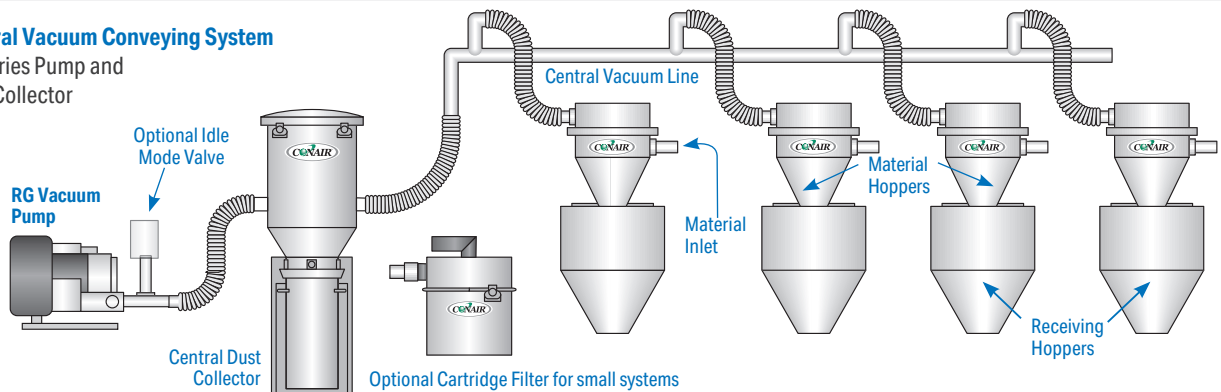 ral Vacuum Conveying System
ries Pump and
Collector
Optional Idle
Mode Valve
RG Vacuum
Pump
Central Dust
Collector
CONAIR
CONAIR
Optional Cartridge Filter for small systems
Central Vacuum Line
CONAIR
CONAIR
CONAIR
CONAIR
Material
Inlet
Material
Hoppers
Receiving
Hoppers